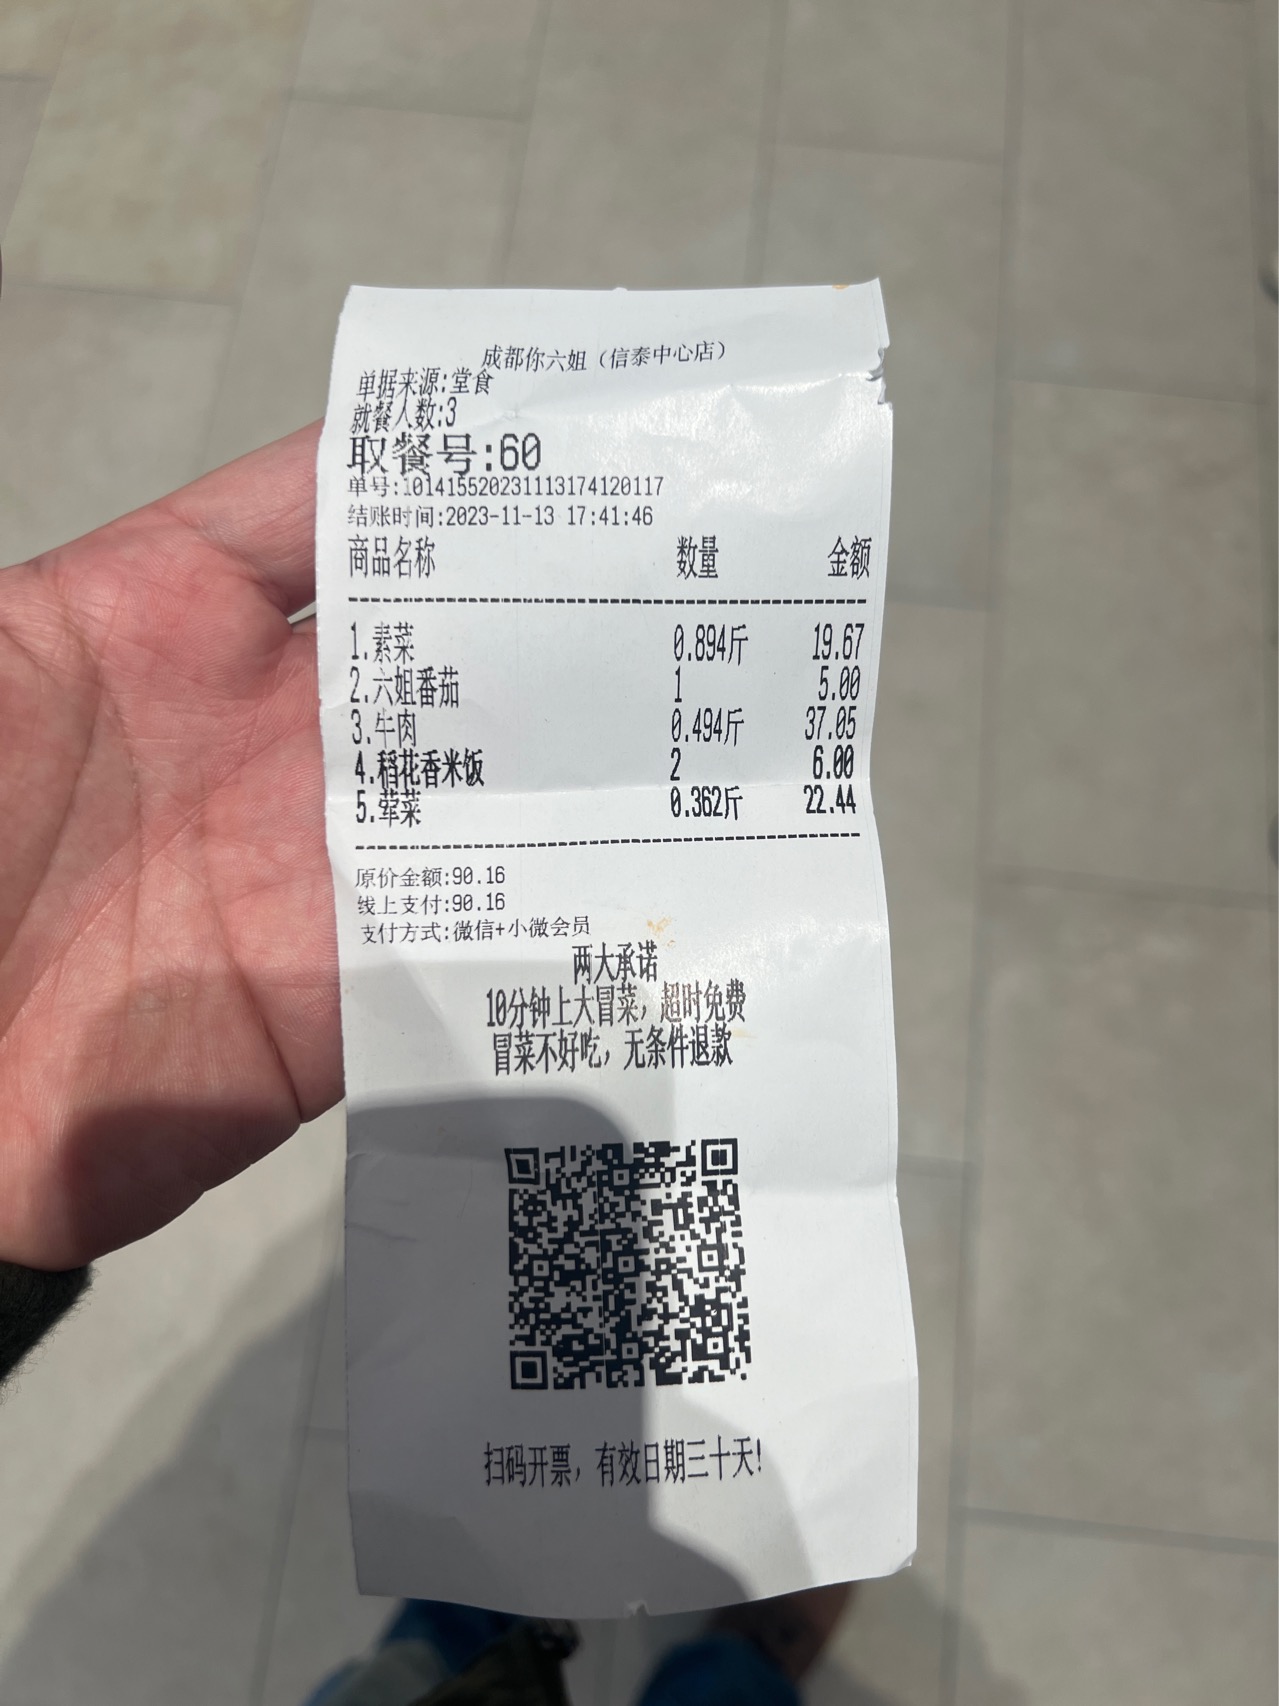 成都你六姐（信泰中心店）
单据来源:堂食
就餐人数:3
取餐号:60
单号:101415520231113174120117
结账时间:2023-11-13 17:41:46
商品名称 数量 金额
1.素菜 0.894斤 19.67
2.六姐番茄 1 5.00
3.牛肉 0.494斤 37.05
4.稻花香米饭 2 6.00
5.荤菜 0.362斤 22.44
原价金额:90.16
线上支付:90.16
支付方式:微信+小微会员
两大承诺
10分钟上大冒菜，超时免费
冒菜不好吃，无条件退款
扫码开票，有效日期三十天!